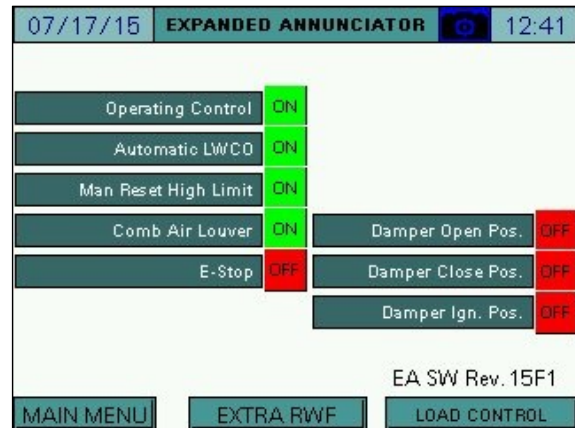 07/17/15 EXPANDED ANNUNCIATOR 12:41
Operating Control ON
Automatic LWCO ON
Man Reset High Limit ON
Comb Air Louver ON Damper Open Pos. OFF
E-Stop OFF Damper Close Pos. OFF
Damper Ign. Pos. OFF
EA SW Rev. 15F1
MAIN MENU EXTRA RWF LOAD CONTROL